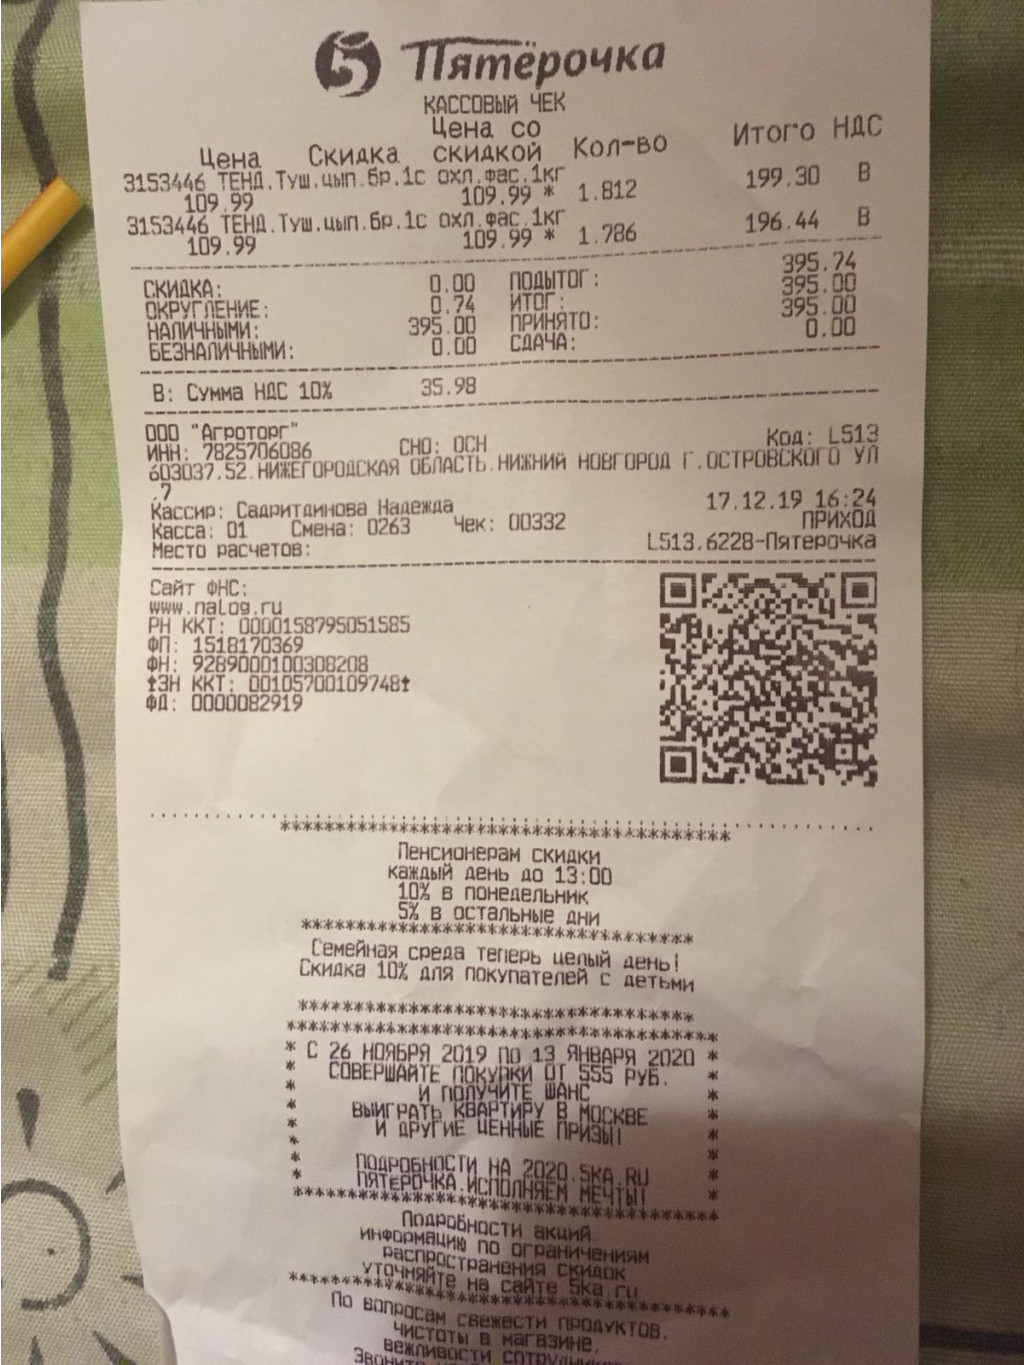 5 Пятёрочка
КАССОВЫЙ ЧЕК
Цена Скидка Цена со скидкой Кол-во Итого НДС
3153446 ТЕНД.Туш.цып.бр.1с охл.фас.1кг
109.99 109.99 * 1.812 199.30 В
3153446 ТЕНД.Туш.цып.бр.1с охл.фас.1кг
109.99 109.99 * 1.786 196.44 В
СКИДКА: 0.00 ПОДЫТОГ: 395.74
ОКРУГЛЕНИЕ: 0.74 ИТОГ: 395.00
НАЛИЧНЫМИ: 395.00 ПРИНЯТО: 395.00
БЕЗНАЛИЧНЫМИ: 0.00 СДАЧА: 0.00
В: Сумма НДС 10% 35.98
ООО "Агроторг"
ИНН: 7825706086 СНО: ОСН Код: L513
603037.52.НИЖЕГОРОДСКАЯ ОБЛАСТЬ.НИЖНИЙ НОВГОРОД Г.ОСТРОВСКОГО УЛ
.7
Кассир: Садритдинова Надежда 17.12.19 16:24
Касса: 01 Смена: 0263 Чек: 00332 ПРИХОД
Место расчетов: L513.6228-Пятерочка
Сайт ФНС:
www.nalog.ru
РН ККТ: 0000158795051585
ФП: 1518170369
ФН: 9289000100308208
ЗН ККТ: 00105700109748
ФД: 0000082919
****************************************
Пенсионерам скидки
каждый день до 13:00
10% в понедельник
5% в остальные дни
***********************************
Семейная среда теперь целый день!
Скидка 10% для покупателей с детьми
***********************************
**************************************
* С 26 НОЯБРЯ 2019 ПО 13 ЯНВАРЯ 2020 *
* СОВЕРШАЙТЕ ПОКУПКИ ОТ 555 РУБ. *
* И ПОЛУЧИТЕ ШАНС *
* ВЫИГРАТЬ КВАРТИРУ В МОСКВЕ *
* И ДРУГИЕ ЦЕННЫЕ ПРИЗЫ! *
* ПОДРОБНОСТИ НА 2020.5KA.RU *
* ПЯТЕРОЧКА.ИСПОЛНЯЕМ МЕЧТЫ! *
**************************************
Подробности акций
информацию по ограничениям
распространения скидок
уточняйте на сайте 5ka.ru
***************************************
По вопросам свежести продуктов.
чистоты в магазине.
вежливости